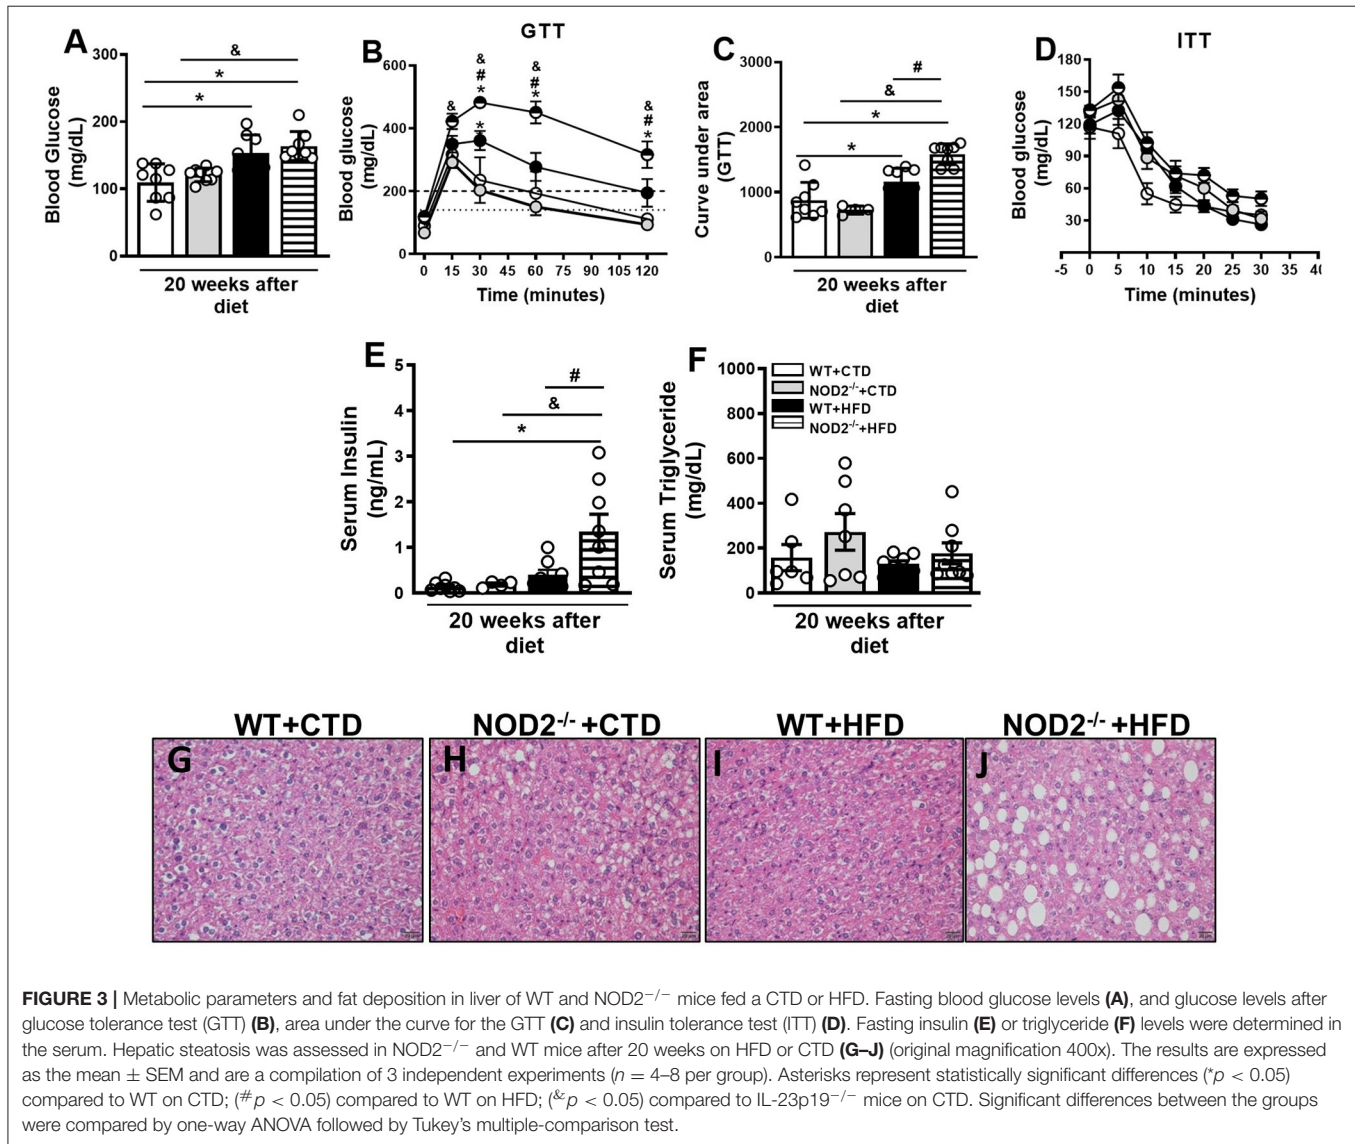 A
Blood Glucose
(mg/dL)
300
200
100
0
&
*
*
20 weeks after
diet
B
GTT
Blood glucose
(mg/dL)
600
400
200
0
&
&
#
*
*
&
#
*
&
#
*
0 15 30 45 60 75 90 105 120
Time (minutes)
C
Curve under area
(GTT)
3000
2000
1000
0
#
&
*
*
20 weeks after
diet
D
ITT
Blood glucose
(mg/dL)
180
150
120
90
60
30
-5 0 5 10 15 20 25 30 35
Time (minutes)
E
Serum Insulin
(ng/mL)
5
4
3
2
1
0
#
&
*
20 weeks after
diet
F
Serum Triglyceride
(mg/dL)
1000
800
600
400
200
0
WT+CTD
NOD2-/-+CTD
WT+HFD
NOD2-/-+HFD
20 weeks after
diet
WT+CTD NOD2-/- +CTD WT+HFD NOD2-/- +HFD
G H I J
FIGURE 3 | Metabolic parameters and fat deposition in liver of WT and NOD2−/− mice fed a CTD or HFD. Fasting blood glucose levels (A), and glucose levels after
glucose tolerance test (GTT) (B), area under the curve for the GTT (C) and insulin tolerance test (ITT) (D). Fasting insulin (E) or triglyceride (F) levels were determined in
the serum. Hepatic steatosis was assessed in NOD2−/− and WT mice after 20 weeks on HFD or CTD (G–J) (original magnification 400x). The results are expressed
as the mean ± SEM and are a compilation of 3 independent experiments (n = 4–8 per group). Asterisks represent statistically significant differences (*p < 0.05)
compared to WT on CTD; (#p < 0.05) compared to WT on HFD; (&p < 0.05) compared to IL-23p19−/− mice on CTD. Significant differences between the groups
were compared by one-way ANOVA followed by Tukey's multiple-comparison test.